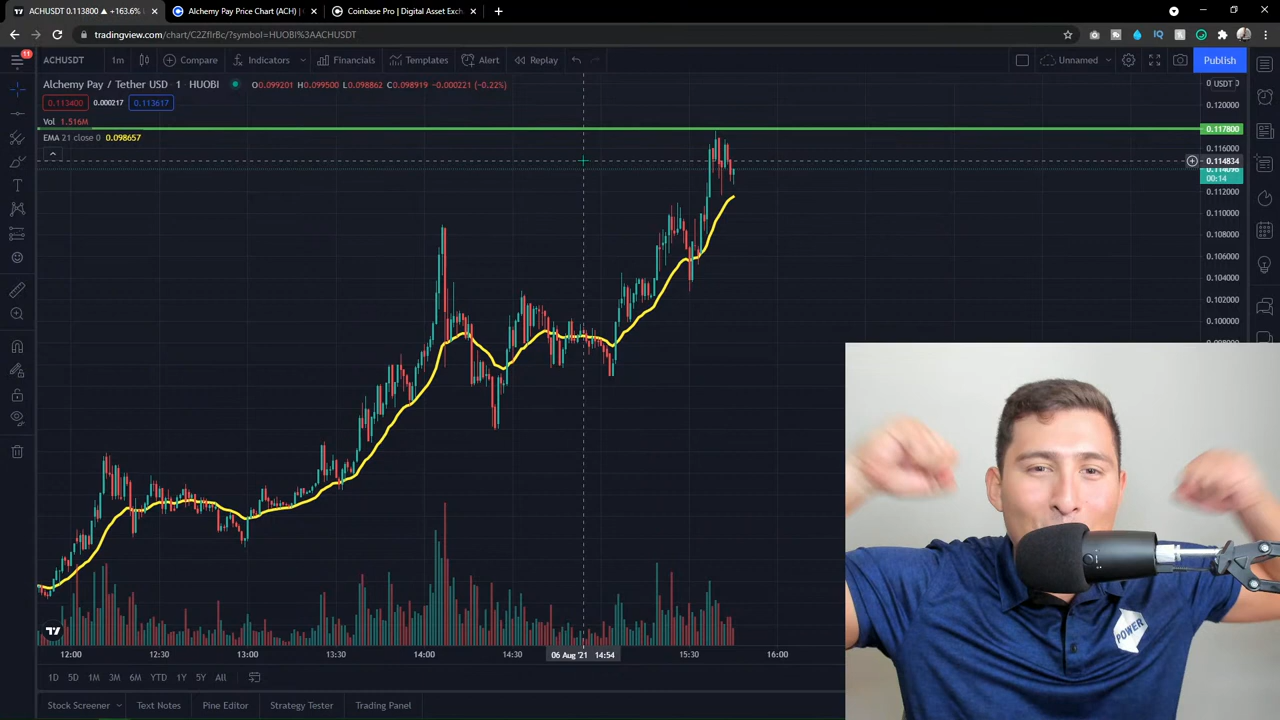 ACHUSDT 0.113800 ▲ +163.6%
Alchemy Pay Price Chart (ACH) |
Coinbase Pro | Digital Asset Exch
tradingview.com/chart/C2ZflrBc/?symbol=HUOBI%3AACHUSDT
11
ACHUSDT 1m Compare Indicators Financials Templates Alert Replay Unnamed Publish
Alchemy Pay / Tether USD · 1 · HUOBI O0.099201 H0.099500 L0.098862 C0.098919 -0.000221 (-0.22%)
0.113400 0.000217 0.113617
Vol 1.516M
EMA 21 close 0 0.098657
USDT
0.120000
0.117800
0.116000
0.114834
0.114096
00:14
0.112000
0.110000
0.108000
0.106000
0.104000
0.102000
0.100000
POWER
12:00 12:30 13:00 13:30 14:00 14:30 06 Aug '21 14:54 15:30 16:00
1D 5D 1M 3M 6M YTD 1Y 5Y All
Stock Screener Text Notes Pine Editor Strategy Tester Trading Panel